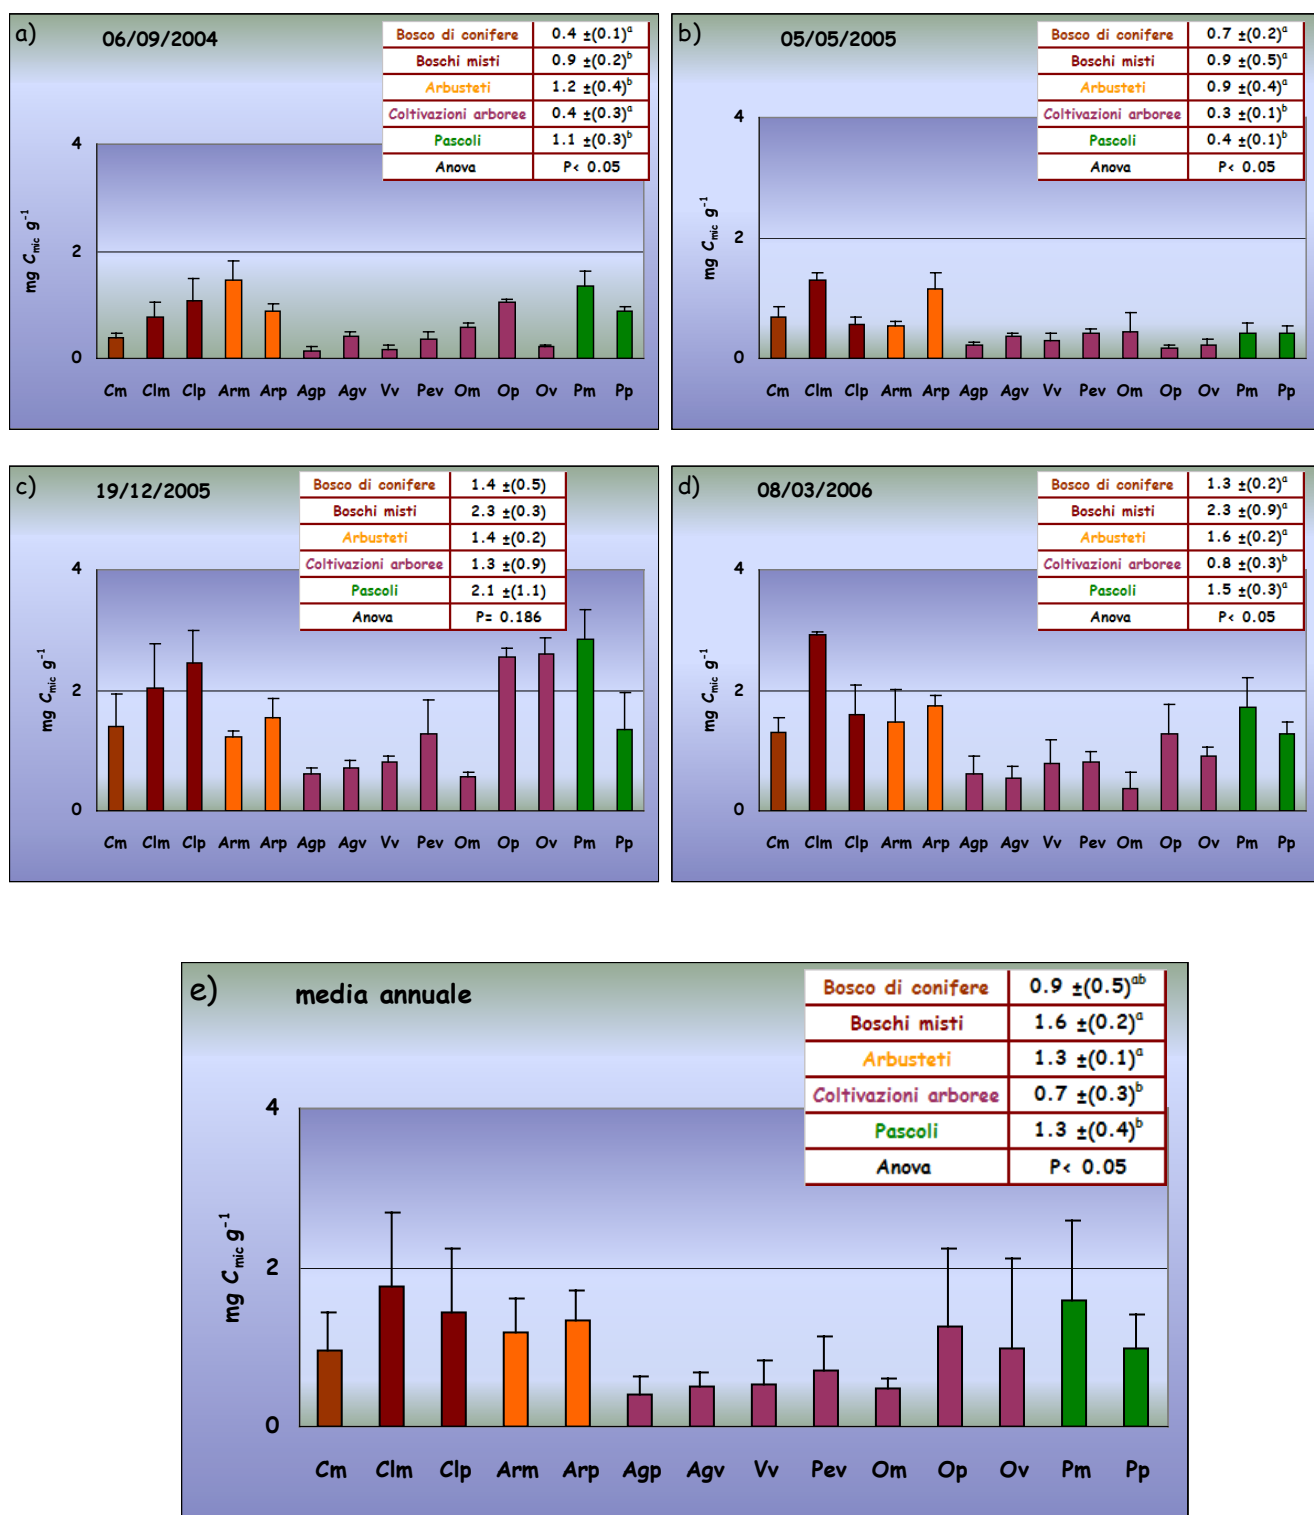 a) 06/09/2004
Bosco di conifere 0.4 ±(0.1)ᵃ
Boschi misti 0.9 ±(0.2)ᵇ
Arbusteti 1.2 ±(0.4)ᵇ
Coltivazioni arboree 0.4 ±(0.3)ᵃ
Pascoli 1.1 ±(0.3)ᵇ
Anova P< 0.05
mg C mic g⁻¹
4
2
0
Cm Clm Clp Arm Arp Agp Agv Vv Pev Om Op Ov Pm Pp
b) 05/05/2005
Bosco di conifere 0.7 ±(0.2)ᵃ
Boschi misti 0.9 ±(0.5)ᵃ
Arbusteti 0.9 ±(0.4)ᵃ
Coltivazioni arboree 0.3 ±(0.1)ᵇ
Pascoli 0.4 ±(0.1)ᵇ
Anova P< 0.05
mg C mic g⁻¹
4
2
0
Cm Clm Clp Arm Arp Agp Agv Vv Pev Om Op Ov Pm Pp
c) 19/12/2005
Bosco di conifere 1.4 ±(0.5)
Boschi misti 2.3 ±(0.3)
Arbusteti 1.4 ±(0.2)
Coltivazioni arboree 1.3 ±(0.9)
Pascoli 2.1 ±(1.1)
Anova P= 0.186
mg C mic g⁻¹
4
2
0
Cm Clm Clp Arm Arp Agp Agv Vv Pev Om Op Ov Pm Pp
d) 08/03/2006
Bosco di conifere 1.3 ±(0.2)ᵃ
Boschi misti 2.3 ±(0.9)ᵃ
Arbusteti 1.6 ±(0.2)ᵃ
Coltivazioni arboree 0.8 ±(0.3)ᵇ
Pascoli 1.5 ±(0.3)ᵃ
Anova P< 0.05
mg C mic g⁻¹
4
2
0
Cm Clm Clp Arm Arp Agp Agv Vv Pev Om Op Ov Pm Pp
e) media annuale
Bosco di conifere 0.9 ±(0.5)ᵃᵇ
Boschi misti 1.6 ±(0.2)ᵃ
Arbusteti 1.3 ±(0.1)ᵃ
Coltivazioni arboree 0.7 ±(0.3)ᵇ
Pascoli 1.3 ±(0.4)ᵇ
Anova P< 0.05
mg C mic g⁻¹
4
2
0
Cm Clm Clp Arm Arp Agp Agv Vv Pev Om Op Ov Pm Pp